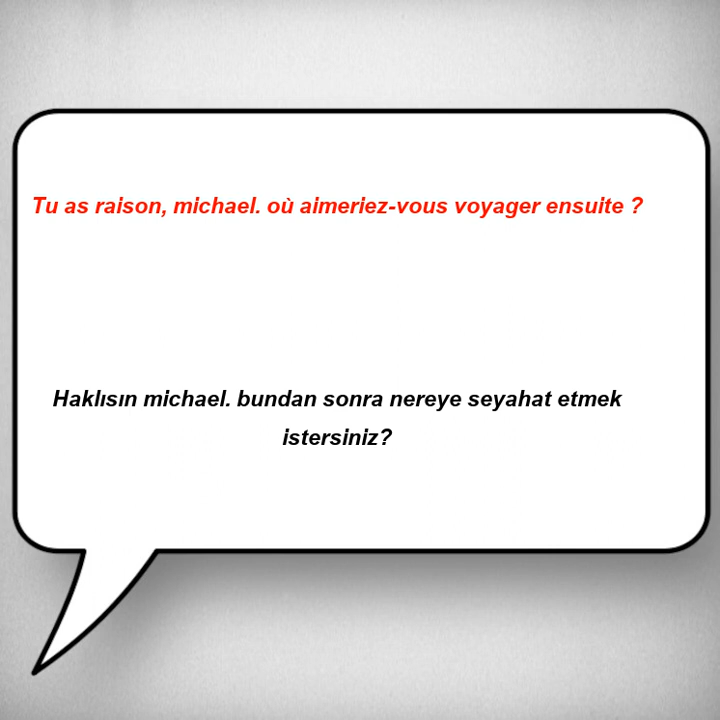 Tu as raison, michael. où aimeriez-vous voyager ensuite ?
Haklısın michael. bundan sonra nereye seyahat etmek
istersiniz?